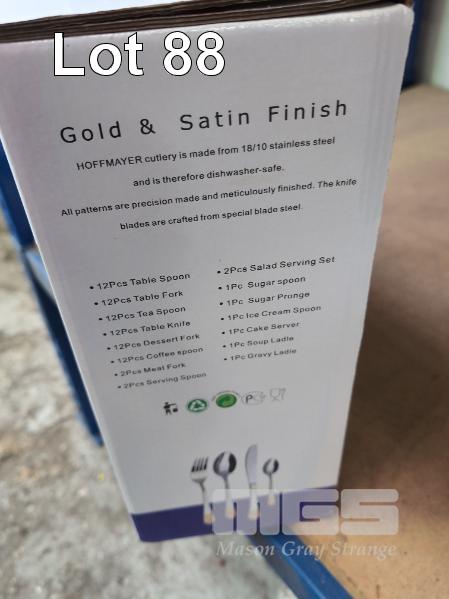 Lot 88
Gold & Satin Finish
HOFFMAYER cutlery is made from 18/10 stainless steel
and is therefore dishwasher-safe.
All patterns are precision made and meticulously finished. The knife
blades are crafted from special blade steel.
• 12Pcs Table Spoon
• 12Pcs Table Fork
• 12Pcs Tea Spoon
• 12Pcs Table Knife
• 12Pcs Dessert Fork
• 12Pcs Coffee spoon
• 2Pcs Meat Fork
• 2Pcs Serving Spoon
• 2Pcs Salad Serving Set
• 1Pc Sugar spoon
• 1Pc Sugar Pronge
• 1Pc Ice Cream Spoon
• 1Pc Cake Server
• 1Pc Soup Ladle
• 1Pc Gravy Ladle
MGS
Mason Gray Strange